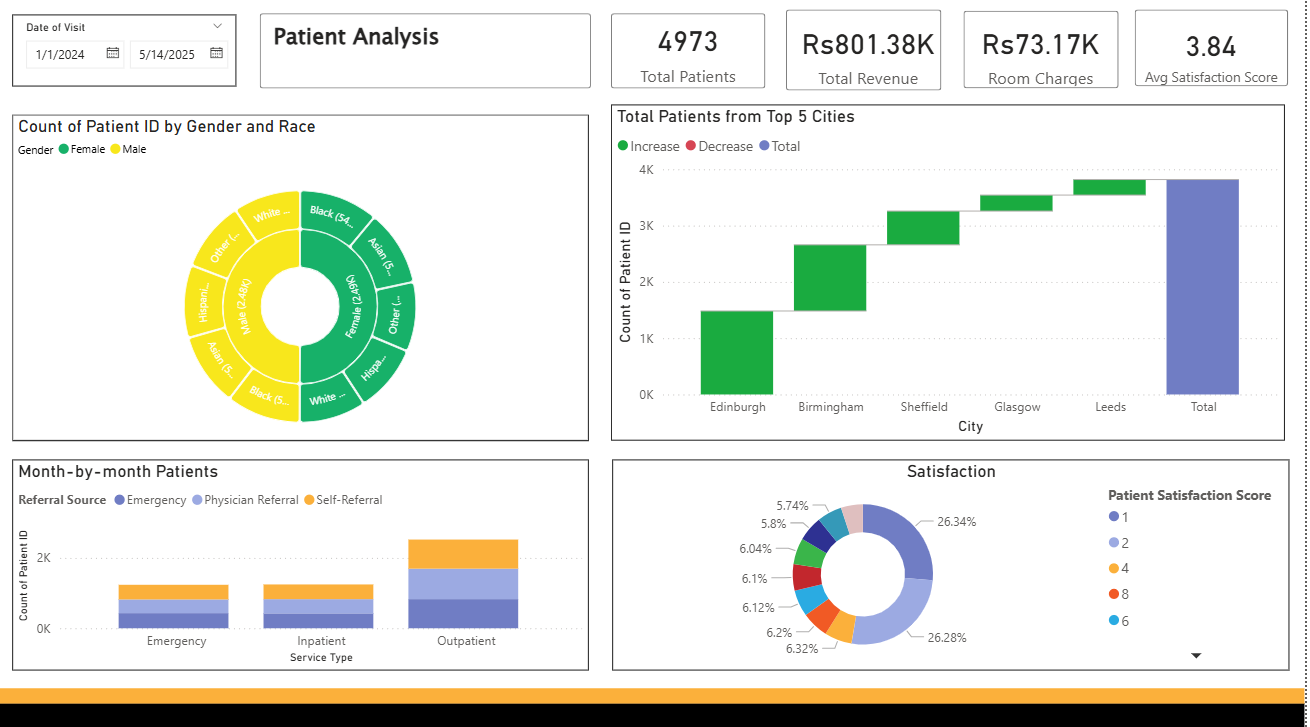 Date of Visit
1/1/2024
5/14/2025
Patient Analysis
4973
Total Patients
Rs801.38K
Total Revenue
Rs73.17K
Room Charges
3.84
Avg Satisfaction Score
Count of Patient ID by Gender and Race
Gender Female Male
White ...
Black (54...
Other (...
Asian (5...
Hispani...
Male (2.48K)
Female (2.49K)
Other (...
Asian (5...
Hispa...
Black (5...
White ...
Total Patients from Top 5 Cities
Increase Decrease Total
Count of Patient ID
4K
3K
2K
1K
0K
Edinburgh Birmingham Sheffield Glasgow Leeds Total
City
Month-by-month Patients
Referral Source Emergency Physician Referral Self-Referral
Count of Patient ID
2K
0K
Emergency Inpatient Outpatient
Service Type
Satisfaction
5.74%
5.8%
6.04%
6.1%
6.12%
6.2%
6.32%
26.34%
26.28%
Patient Satisfaction Score
1
2
4
8
6